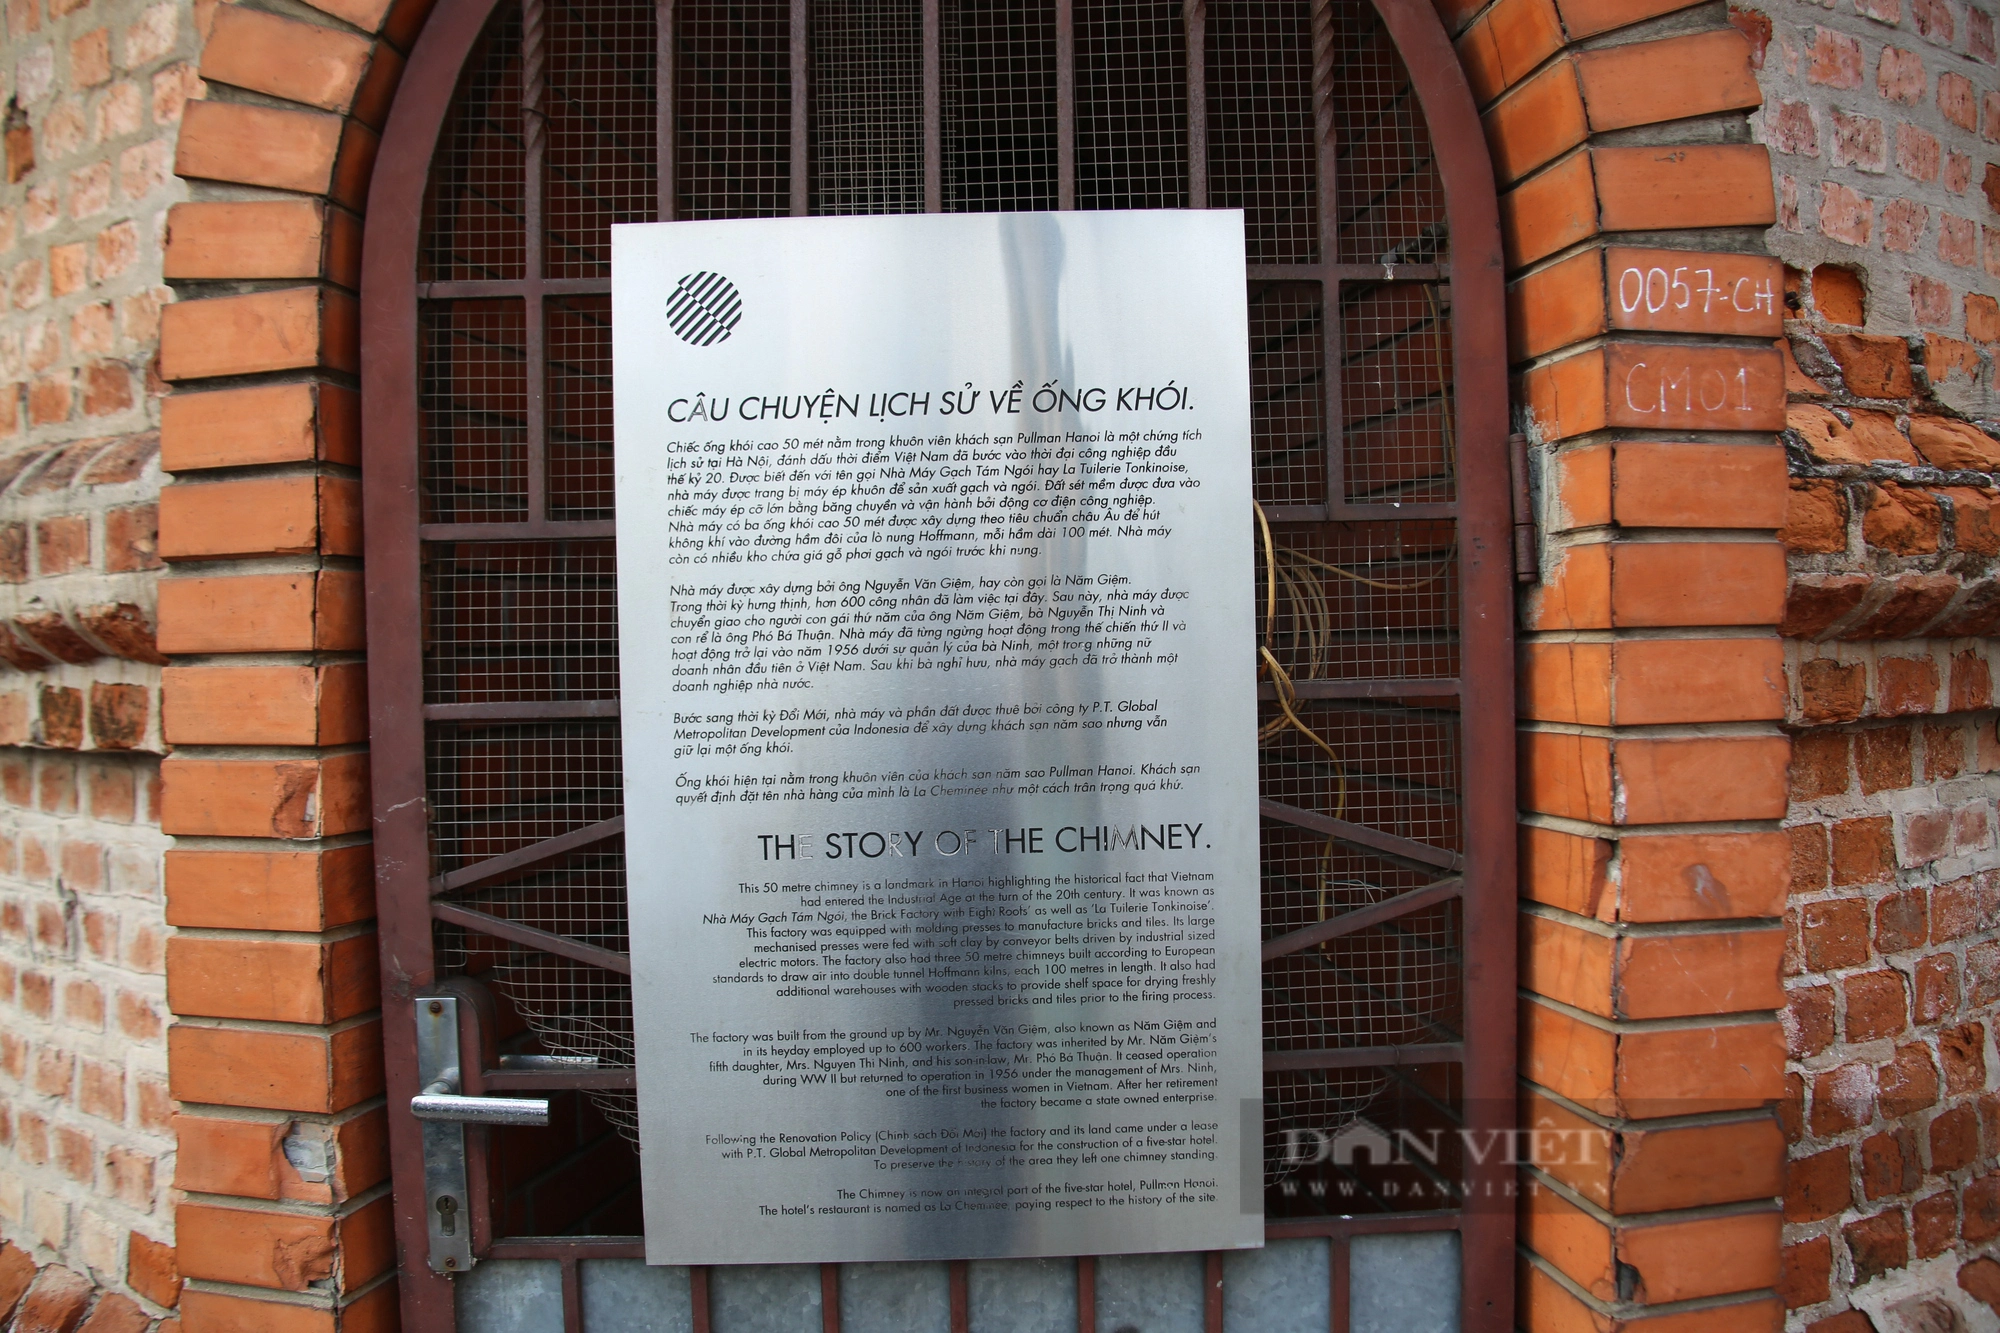 CÂU CHUYỆN LỊCH SỬ VỀ ỐNG KHÓI.
Chiếc ống khói cao 50 mét nằm trong khuôn viên khách sạn Pullman Hanoi là một chứng tích
lịch sử tại Hà Nội, đánh dấu thời điểm Việt Nam đã bước vào thời đại công nghiệp đầu
thế kỷ 20. Được biết đến với tên gọi Nhà Máy Gạch Tám Ngói hay La Tuilerie Tonkinoise,
nhà máy được trang bị máy ép khuôn để sản xuất gạch và ngói. Đất sét mềm được đưa vào
chiếc máy ép cỡ lớn bằng băng chuyền và vận hành bởi động cơ điện công nghiệp.
Nhà máy có ba ống khói cao 50 mét được xây dựng theo tiêu chuẩn châu Âu để hút
không khí vào đường hầm đôi của lò nung Hoffmann, mỗi hầm dài 100 mét. Nhà máy
còn có nhiều kho chứa giá gỗ phơi gạch và ngói trước khi nung.
Nhà máy được xây dựng bởi ông Nguyễn Văn Giệm, hay còn gọi là Năm Giệm.
Trong thời kỳ hưng thịnh, hơn 600 công nhân đã làm việc tại đây. Sau này, nhà máy được
chuyển giao cho người con gái thứ năm của ông Năm Giệm, bà Nguyễn Thị Ninh và
con rể là ông Phó Bá Thuận. Nhà máy đã từng ngừng hoạt động trong thế chiến thứ II và
hoạt động trở lại vào năm 1956 dưới sự quản lý của bà Ninh, một trong những nữ
doanh nhân đầu tiên ở Việt Nam. Sau khi bà nghỉ hưu, nhà máy gạch đã trở thành một
doanh nghiệp nhà nước.
Bước sang thời kỳ Đổi Mới, nhà máy và phần đất được thuê bởi công ty P.T. Global
Metropolitan Development của Indonesia để xây dựng khách sạn năm sao nhưng vẫn
giữ lại một ống khói.
Ống khói hiện tại nằm trong khuôn viên của khách sạn năm sao Pullman Hanoi. Khách sạn
quyết định đặt tên nhà hàng của mình là La Cheminee như một cách trân trọng quá khứ.
THE STORY OF THE CHIMNEY.
This 50 metre chimney is a landmark in Hanoi highlighting the historical fact that Vietnam
had entered the Industrial Age at the turn of the 20th century. It was known as
Nhà Máy Gạch Tám Ngói, the Brick Factory with Eight Roofs' as well as 'La Tuilerie Tonkinoise'.
This factory was equipped with molding presses to manufacture bricks and tiles. Its large
mechanised presses were fed with soft clay by conveyor belts driven by industrial sized
electric motors. The factory also had three 50 metre chimneys built according to European
standards to draw air into double tunnel Hoffmann kilns, each 100 metres in length. It also had
additional warehouses with wooden stacks to provide shelf space for drying freshly
pressed bricks and tiles prior to the firing process.
The factory was built from the ground up by Mr. Nguyễn Văn Giệm, also known as Năm Giệm and
in its heyday employed up to 600 workers. The factory was inherited by Mr. Năm Giệm's
fifth daughter, Mrs. Nguyen Thi Ninh, and his son-in-law, Mr. Phó Bá Thuận. It ceased operation
during WW II but returned to operation in 1956 under the management of Mrs. Ninh,
one of the first business women in Vietnam. After her retirement
the factory became a state owned enterprise.
Following the Renovation Policy (Chính sách Đổi Mới) the factory and its land came under a lease
with P.T. Global Metropolitan Development of Indonesia for the construction of a five-star hotel.
To preserve the history of the area they left one chimney standing.
The Chimney is now an integral part of the five-star hotel, Pullman Hanoi.
The hotel's restaurant is named as La Cheminee, paying respect to the history of the site.
0057-CH
CM01
DAN VIỆT
WWW.DANVIET.VN